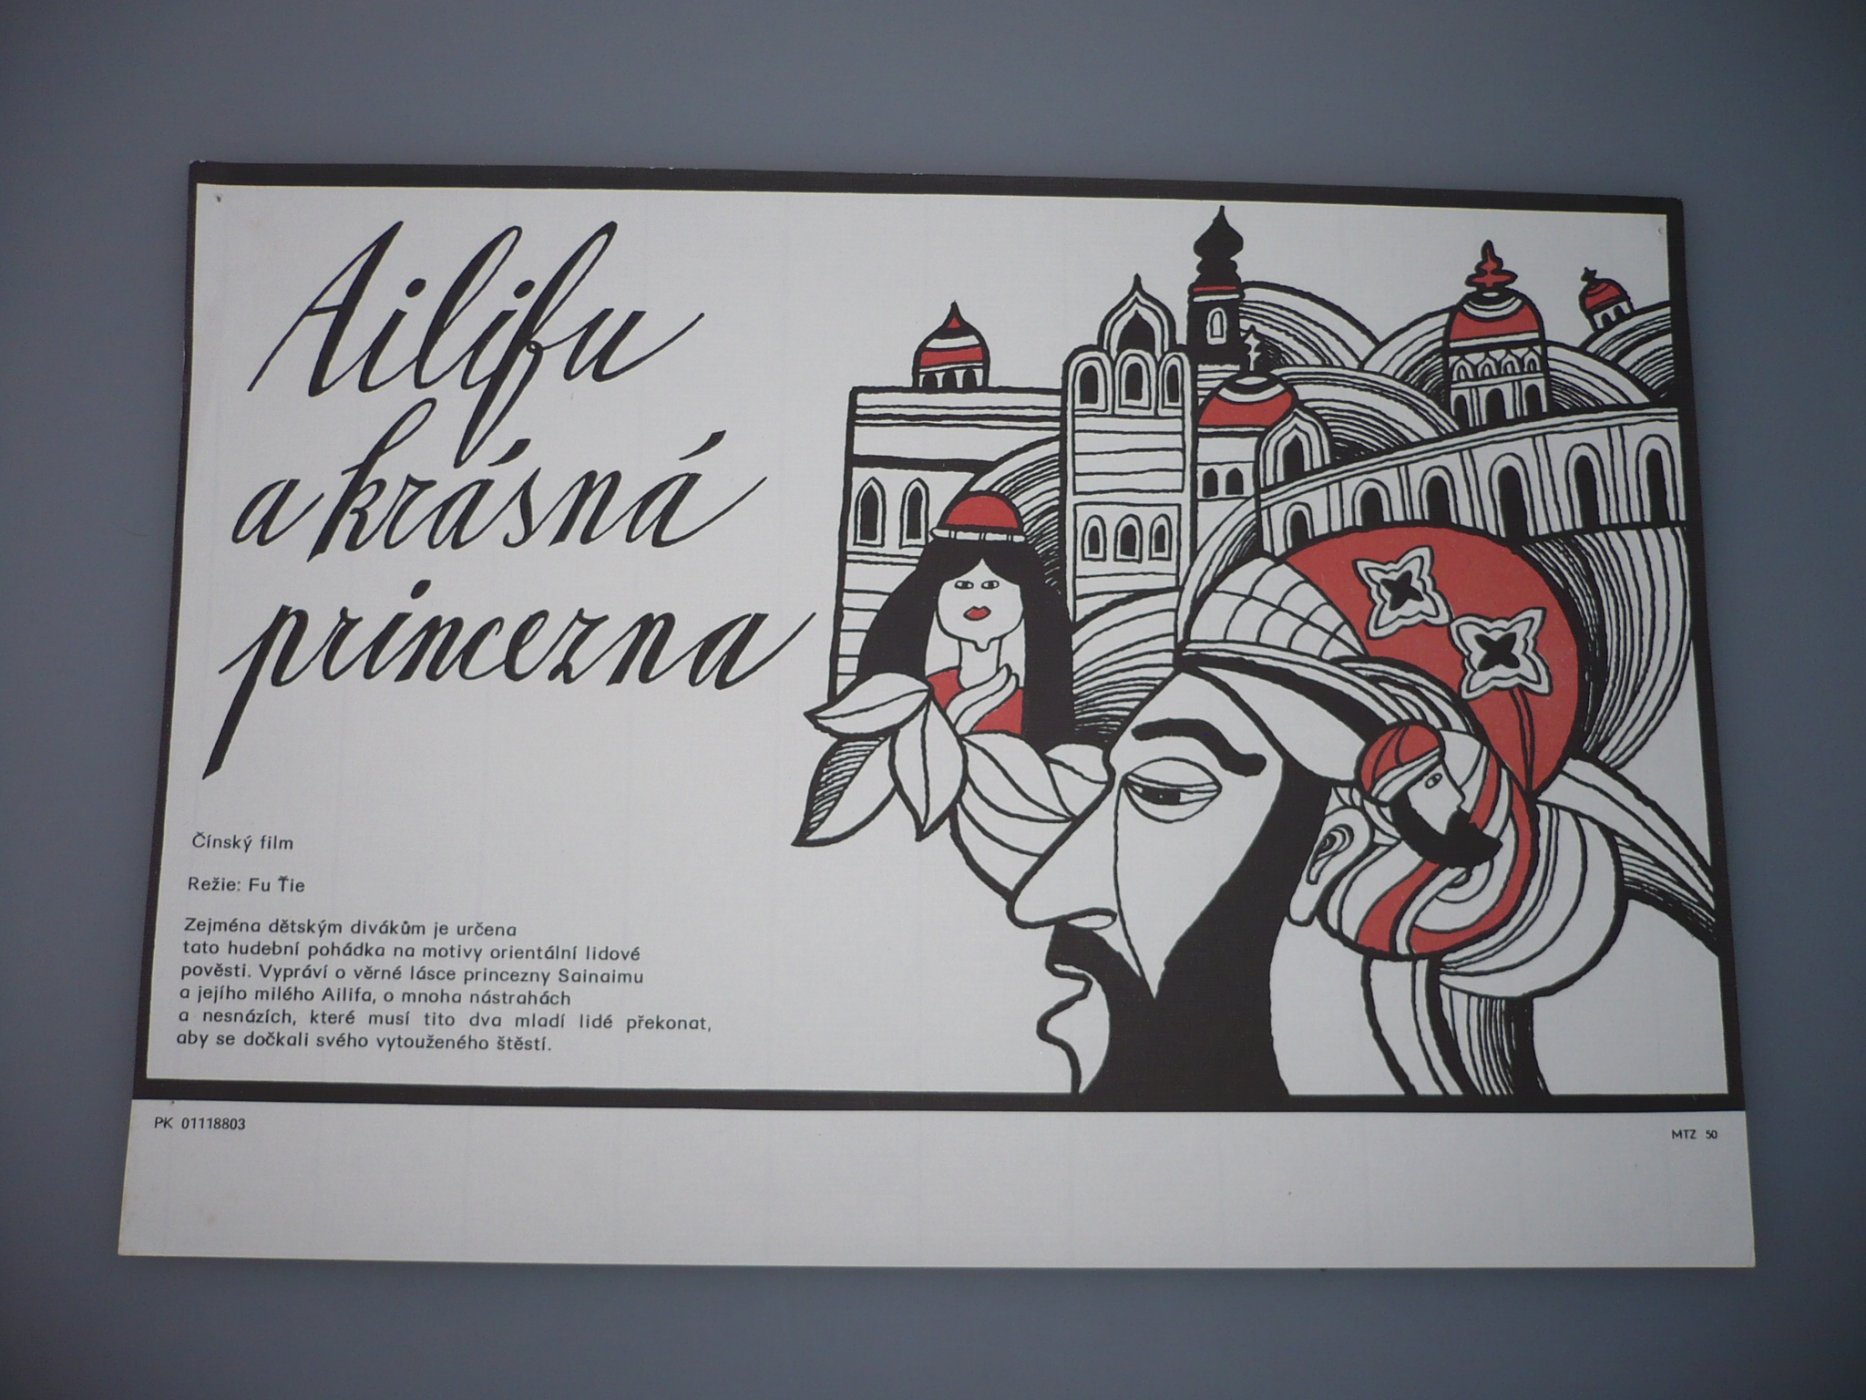 Ailifu
a krásná
princezna
Čínský film
Režie: Fu Ťie
Zejména dětským divákům je určena
tato hudební pohádka na motivy orientální lidové
pověsti. Vypráví o věrné lásce princezny Sainaimu
a jejího milého Ailifa, o mnoha nástrahách
a nesnázích, které musí tito dva mladí lidé překonat,
aby se dočkali svého vytouženého štěstí.
PK 01118803
MTZ 50